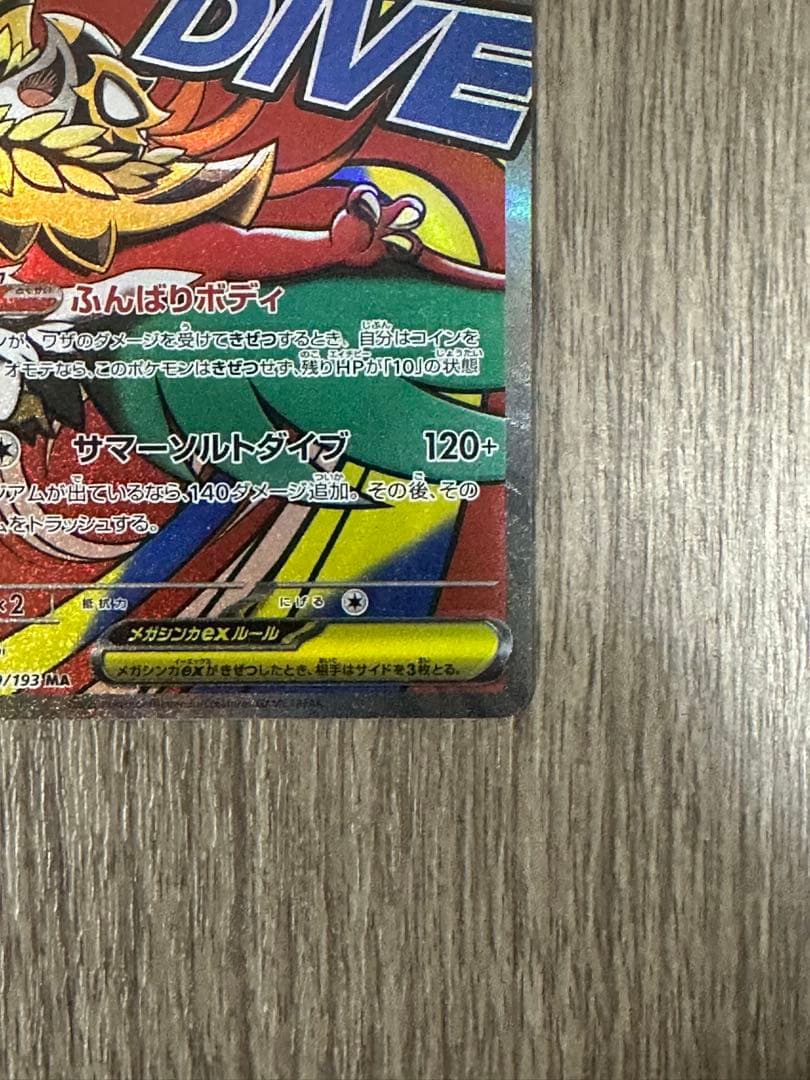 DIVE
ふんばりボディ
ンが、ワザのダメージを受けてきぜつするとき、自分はコインを
オモテなら、このポケモンはきぜつせず、残りHPが「10」の状態
サマーソルトダイブ 120+
ジアムが出ているなら、140ダメージ追加。その後、その
ムをトラッシュする。
×2 抵抗力 にげる
メガシンカexルール
メガシンカexがきぜつしたとき、相手はサイドを3枚とる。
/193 MA